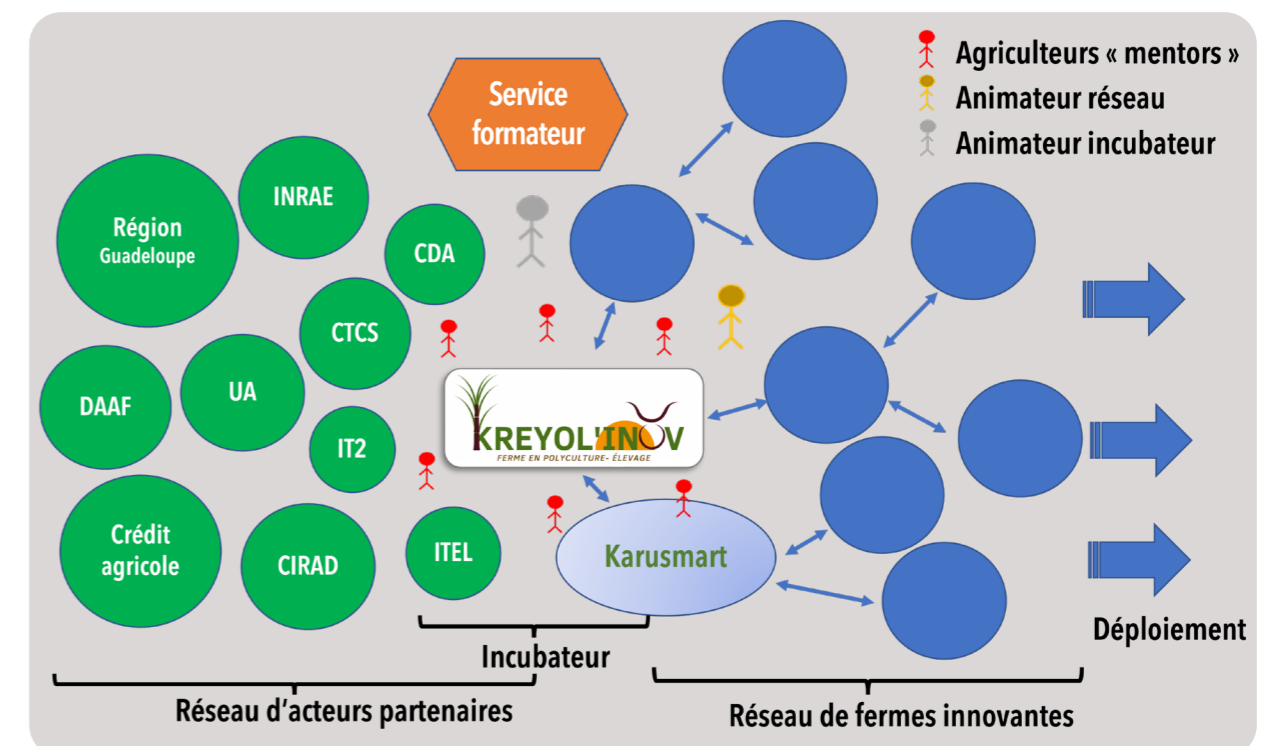 Service
formateur
Agriculteurs « mentors »
Animateur réseau
Animateur incubateur
Région
Guadeloupe
INRAE
CDA
CTCS
DAAF
UA
IT2
Crédit
agricole
CIRAD
ITEL
KREYOL'INOV
FERME EN POLYCULTURE- ÉLEVAGE
Karusmart
Incubateur
Réseau d'acteurs partenaires
Réseau de fermes innovantes
Déploiement